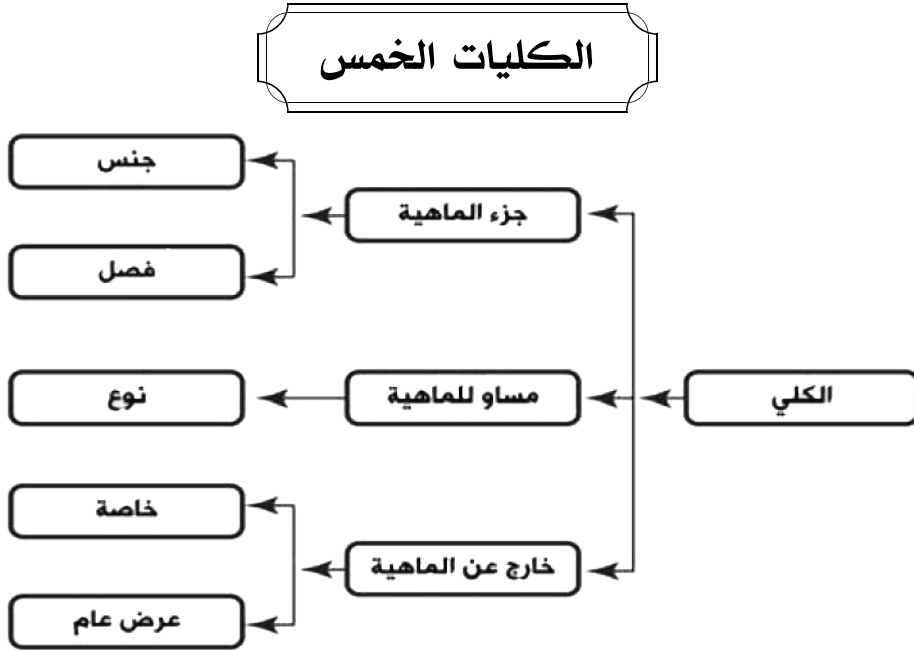 الكليات الخمس
الكلي
جزء الماهية
جنس
فصل
مساو للماهية
نوع
خارج عن الماهية
خاصة
عرض عام